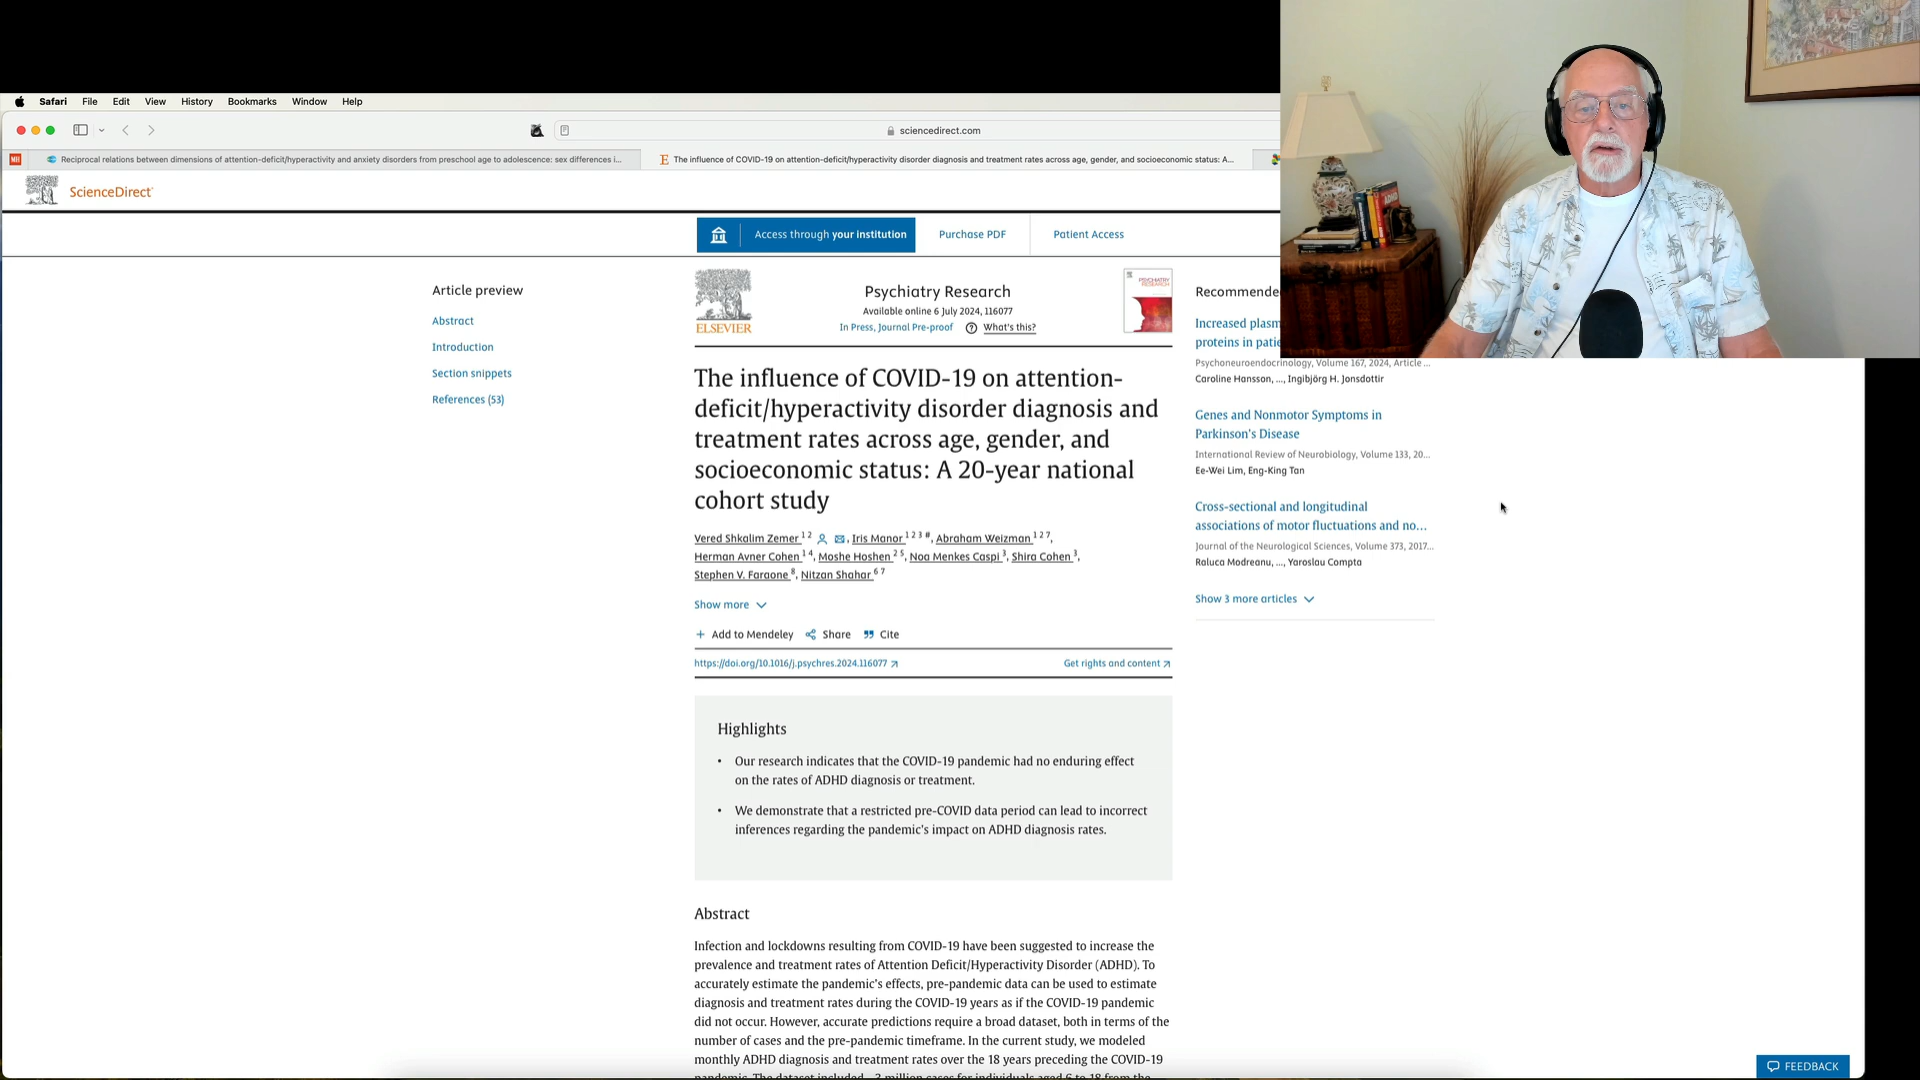 Safari File Edit View History Bookmarks Window Help
sciencedirect.com
Reciprocal relations between dimensions of attention-deficit/hyperactivity and anxiety disorders from preschool age to adolescence: sex differences i...
The influence of COVID-19 on attention-deficit/hyperactivity disorder diagnosis and treatment rates across age, gender, and socioeconomic status: A...
ScienceDirect
Access through your institution
Purchase PDF
Patient Access
Article preview
Abstract
Introduction
Section snippets
References (53)
ELSEVIER
Psychiatry Research
Available online 6 July 2024, 116077
In Press, Journal Pre-proof What's this?
PSYCHIATRY
RESEARCH
The influence of COVID-19 on attention-
deficit/hyperactivity disorder diagnosis and
treatment rates across age, gender, and
socioeconomic status: A 20-year national
cohort study
Vered Shkalim Zemer 1 2, Iris Manor 1 2 3 #, Abraham Weizman 1 2 7,
Herman Avner Cohen 1 4, Moshe Hoshen 2 5, Noa Menkes Caspi 3, Shira Cohen 3,
Stephen V. Faraone 8, Nitzan Shahar 6 7
Show more
+ Add to Mendeley Share Cite
https://doi.org/10.1016/j.psychres.2024.116077
Get rights and content
Highlights
• Our research indicates that the COVID-19 pandemic had no enduring effect
on the rates of ADHD diagnosis or treatment.
• We demonstrate that a restricted pre-COVID data period can lead to incorrect
inferences regarding the pandemic's impact on ADHD diagnosis rates.
Abstract
Infection and lockdowns resulting from COVID-19 have been suggested to increase the
prevalence and treatment rates of Attention Deficit/Hyperactivity Disorder (ADHD). To
accurately estimate the pandemic's effects, pre-pandemic data can be used to estimate
diagnosis and treatment rates during the COVID-19 years as if the COVID-19 pandemic
did not occur. However, accurate predictions require a broad dataset, both in terms of the
number of cases and the pre-pandemic timeframe. In the current study, we modeled
monthly ADHD diagnosis and treatment rates over the 18 years preceding the COVID-19
Recommende
Increased plasm
proteins in patie
Psychoneuroendocrinology, Volume 167, 2024, Article ...
Caroline Hansson, ..., Ingibjörg H. Jonsdottir
Genes and Nonmotor Symptoms in
Parkinson's Disease
International Review of Neurobiology, Volume 133, 20...
Ee-Wei Lim, Eng-King Tan
Cross-sectional and longitudinal
associations of motor fluctuations and no...
Journal of the Neurological Sciences, Volume 373, 2017...
Raluca Modreanu, ..., Yaroslau Compta
Show 3 more articles
FEEDBACK
ADHD